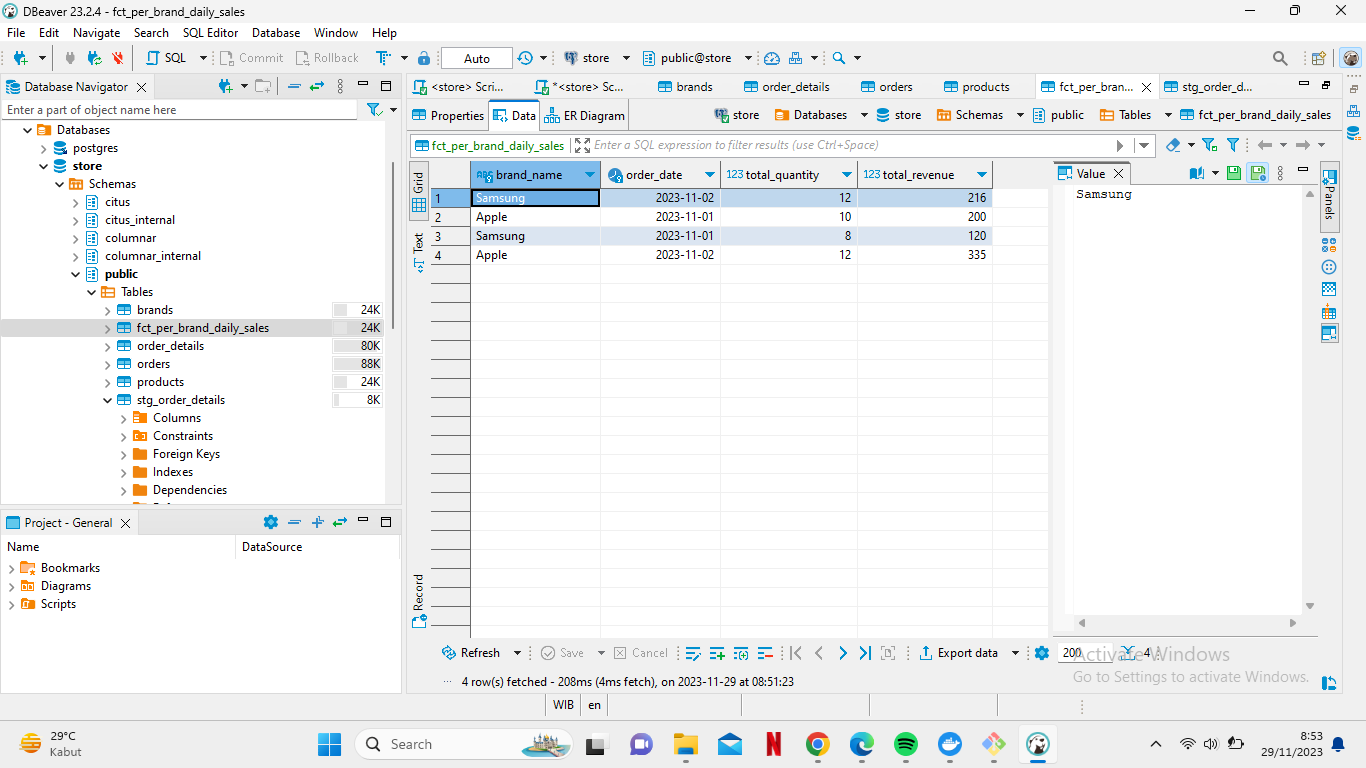 DBeaver 23.2.4 - fct_per_brand_daily_sales
File Edit Navigate Search SQL Editor Database Window Help
SQL Commit Rollback Auto store public@store
Database Navigator
<store> Scri... *<store> Sc... brands order_details orders products fct_per_bran... stg_order_d...
Enter a part of object name here
Properties Data ER Diagram store Databases store Schemas public Tables fct_per_brand_daily_sales
Databases
postgres
store
Schemas
citus
citus_internal
columnar
columnar_internal
public
Tables
brands 24K
fct_per_brand_daily_sales 24K
order_details 80K
orders 88K
products 24K
stg_order_details 8K
Columns
Constraints
Foreign Keys
Indexes
Dependencies
fct_per_brand_daily_sales Enter a SQL expression to filter results (use Ctrl+Space)
Grid
Text
Record
ABC brand_name order_date 123 total_quantity 123 total_revenue
1 Samsung 2023-11-02 12 216
2 Apple 2023-11-01 10 200
3 Samsung 2023-11-01 8 120
4 Apple 2023-11-02 12 335
Value
Samsung
Panels
Project - General
Name DataSource
Bookmarks
Diagrams
Scripts
Refresh Save Cancel Export data 200 4
4 row(s) fetched - 208ms (4ms fetch), on 2023-11-29 at 08:51:23
Activate Windows
Go to Settings to activate Windows.
WIB en
29°C
Kabut
Search
8:53
29/11/2023